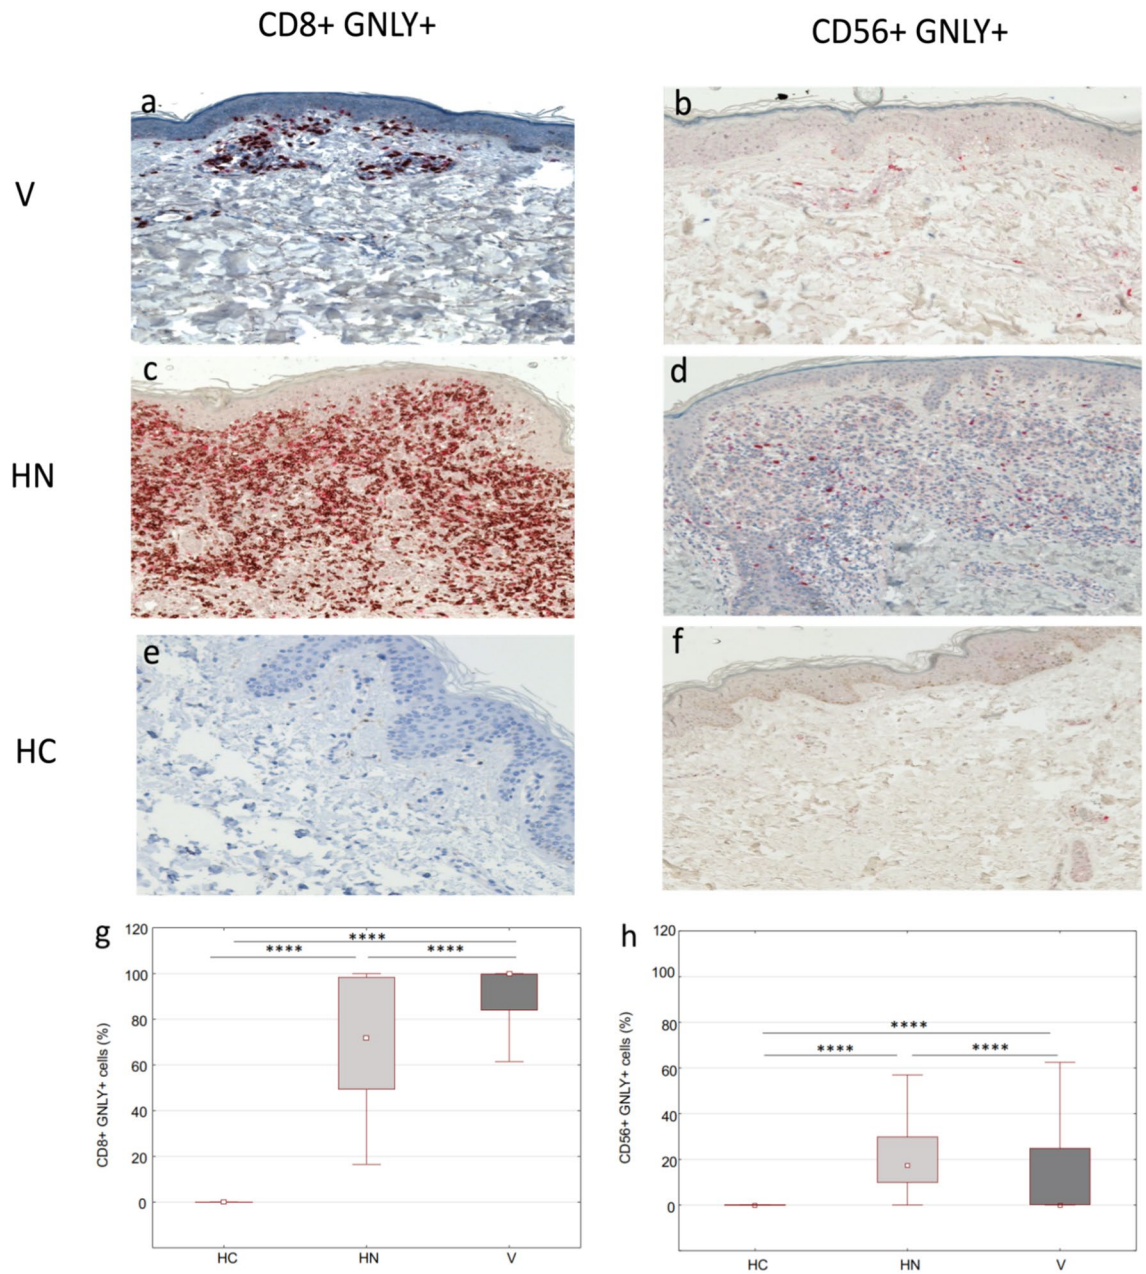 CD8+ GNLY+
CD56+ GNLY+
V
a
b
HN
c
d
HC
e
f
g
120
100
80
60
40
20
0
CD8+ GNLY+ cells (%)
****
****
****
HC
HN
V
h
120
100
80
60
40
20
0
CD56+ GNLY+ cells (%)
****
****
****
HC
HN
V